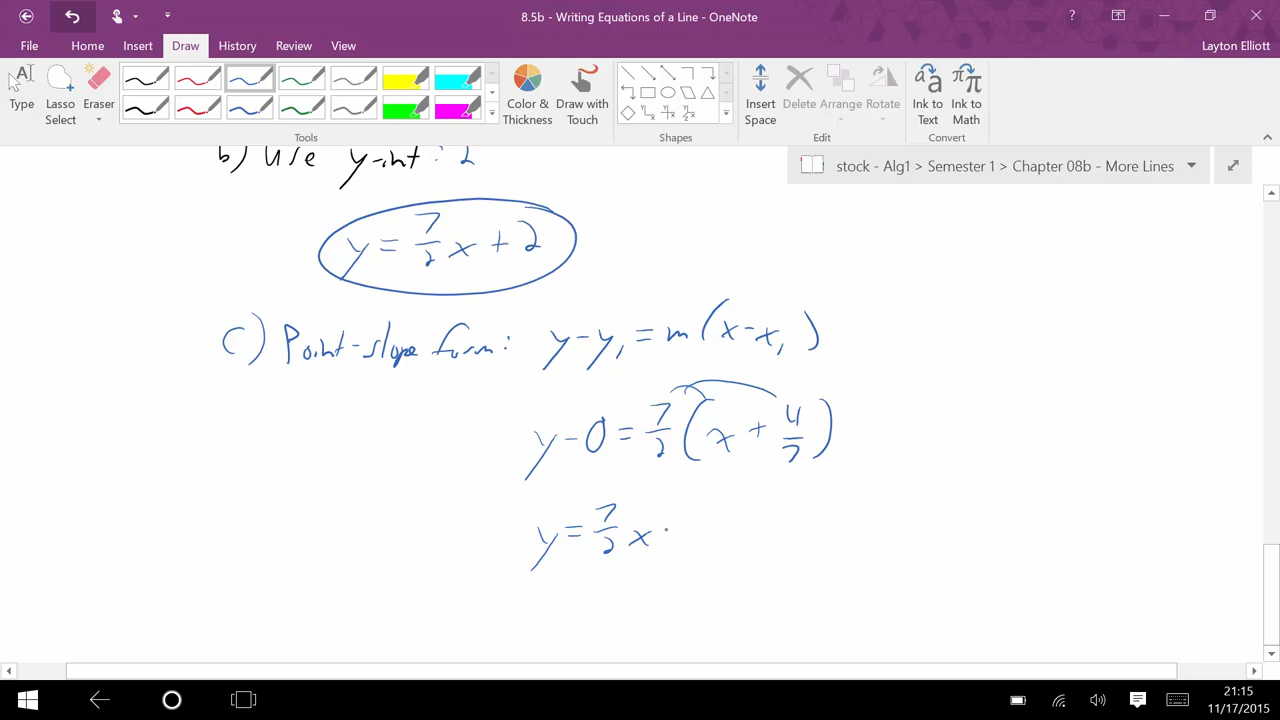 8.5b - Writing Equations of a Line - OneNote
?
File Home Insert Draw History Review View
Layton Elliott
Type
Lasso Select
Eraser
Color & Thickness
Draw with Touch
Insert Space
Delete
Arrange
Rotate
Ink to Text
Ink to Math
Tools
Shapes
Edit
Convert
stock - Alg1 > Semester 1 > Chapter 08b - More Lines
b) Use y-int : 2
y = 7/2 x + 2
c) Point-slope form: y - y₁ = m(x - x₁)
y - 0 = 7/2 (x + 4/7)
y = 7/2 x
21:15
11/17/2015